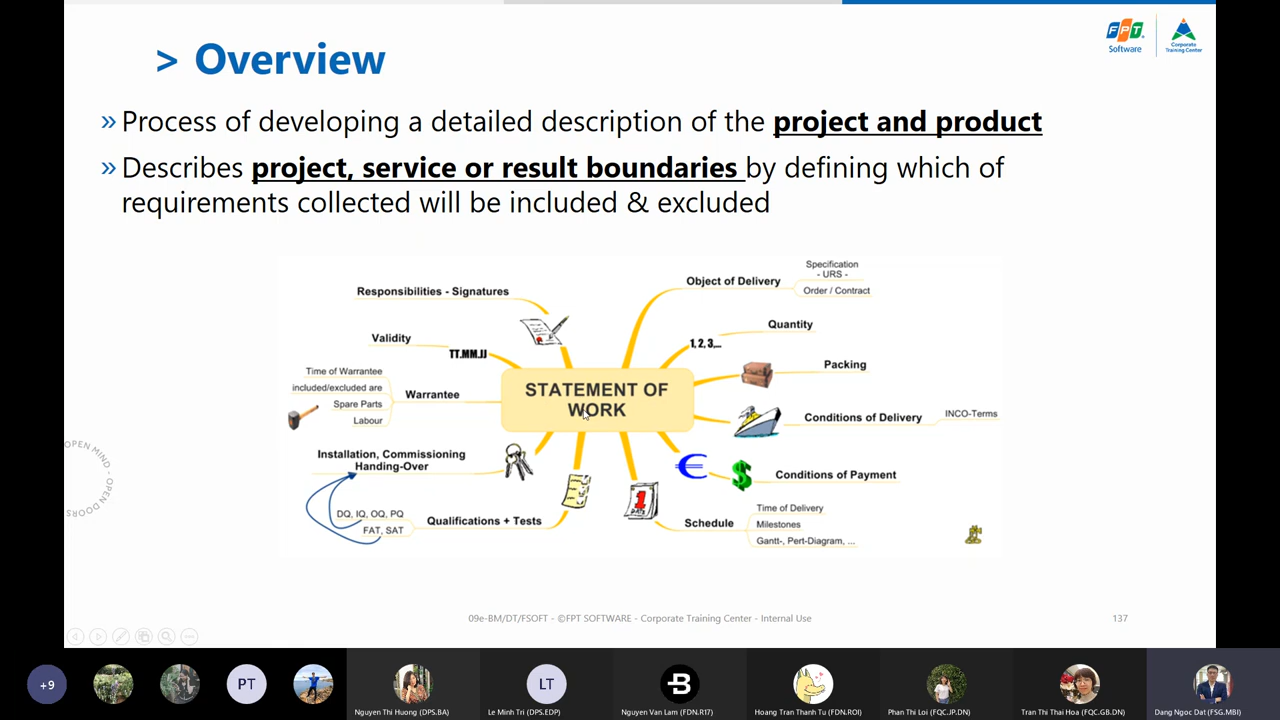 > Overview
FPT
Software
Corporate
Training Center
» Process of developing a detailed description of the project and product
» Describes project, service or result boundaries by defining which of
requirements collected will be included & excluded
STATEMENT OF
WORK
Object of Delivery
Specification
- URS -
Order / Contract
1, 2, 3,...
Quantity
Packing
Conditions of Delivery
INCO-Terms
€
$
Conditions of Payment
1
Schedule
Time of Delivery
Milestones
Gantt-, Pert-Diagram, ...
Responsibilities - Signatures
Validity
TT.MM.JJ
Warrantee
Time of Warrantee
included/excluded are
Spare Parts
Labour
Installation, Commissioning
Handing-Over
Qualifications + Tests
DQ, IQ, OQ, PQ
FAT, SAT
OPEN MIND - OPEN DOORS
09e-BM/DT/FSOFT - ©FPT SOFTWARE - Corporate Training Center - Internal Use
137
+9
PT
Nguyen Thi Huong (DPS.BA)
LT
Le Minh Tri (DPS.EDP)
B
Nguyen Van Lam (FDN.R17)
Hoang Tran Thanh Tu (FDN.ROI)
Phan Thi Loi (FQC.JP.DN)
Tran Thi Thai Hoa (FQC.GB.DN)
Dang Ngoc Dat (FSG.MBI)